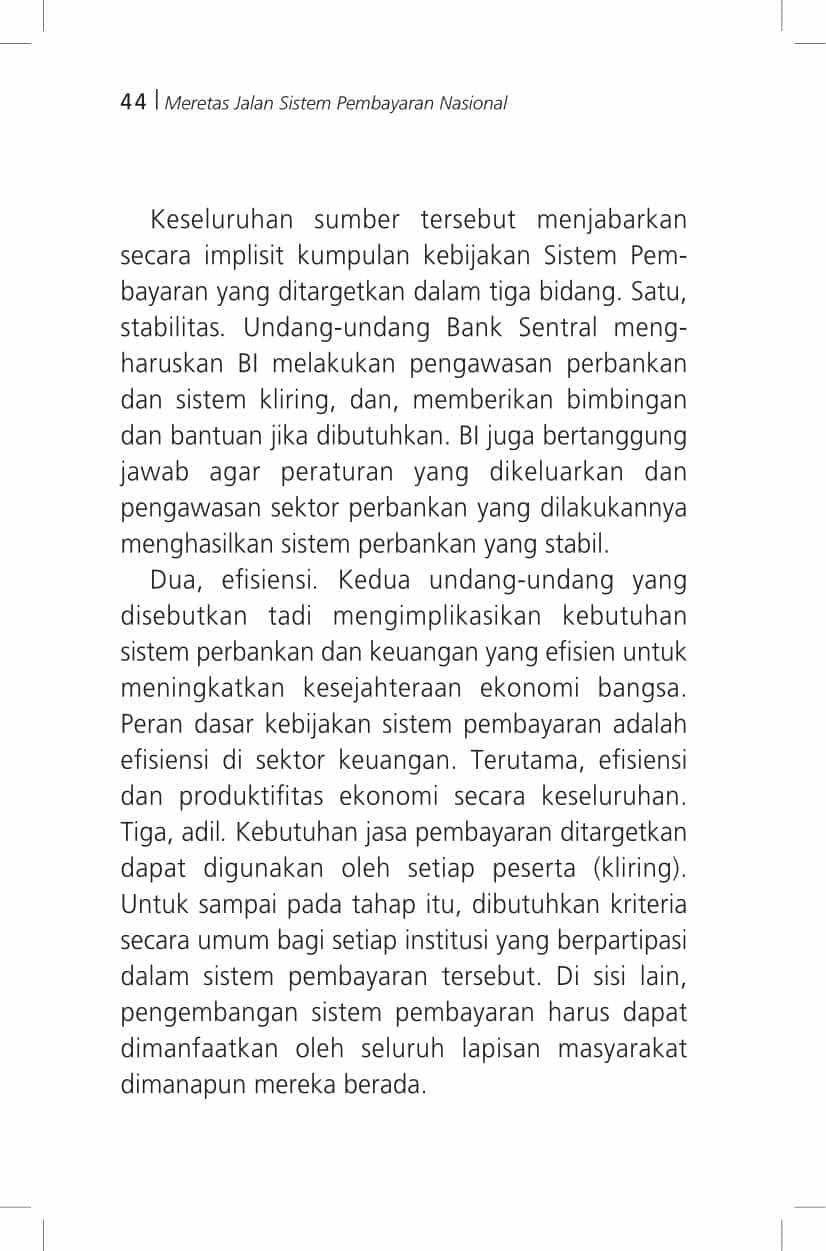 44 | Meretas Jalan Sistem Pembayaran Nasional
Keseluruhan sumber tersebut menjabarkan
secara implisit kumpulan kebijakan Sistem Pem-
bayaran yang ditargetkan dalam tiga bidang. Satu,
stabilitas. Undang-undang Bank Sentral meng-
haruskan BI melakukan pengawasan perbankan
dan sistem kliring, dan, memberikan bimbingan
dan bantuan jika dibutuhkan. BI juga bertanggung
jawab agar peraturan yang dikeluarkan dan
pengawasan sektor perbankan yang dilakukannya
menghasilkan sistem perbankan yang stabil.
Dua, efisiensi. Kedua undang-undang yang
disebutkan tadi mengimplikasikan kebutuhan
sistem perbankan dan keuangan yang efisien untuk
meningkatkan kesejahteraan ekonomi bangsa.
Peran dasar kebijakan sistem pembayaran adalah
efisiensi di sektor keuangan. Terutama, efisiensi
dan produktifitas ekonomi secara keseluruhan.
Tiga, adil. Kebutuhan jasa pembayaran ditargetkan
dapat digunakan oleh setiap peserta (kliring).
Untuk sampai pada tahap itu, dibutuhkan kriteria
secara umum bagi setiap institusi yang berpartipasi
dalam sistem pembayaran tersebut. Di sisi lain,
pengembangan sistem pembayaran harus dapat
dimanfaatkan oleh seluruh lapisan masyarakat
dimanapun mereka berada.